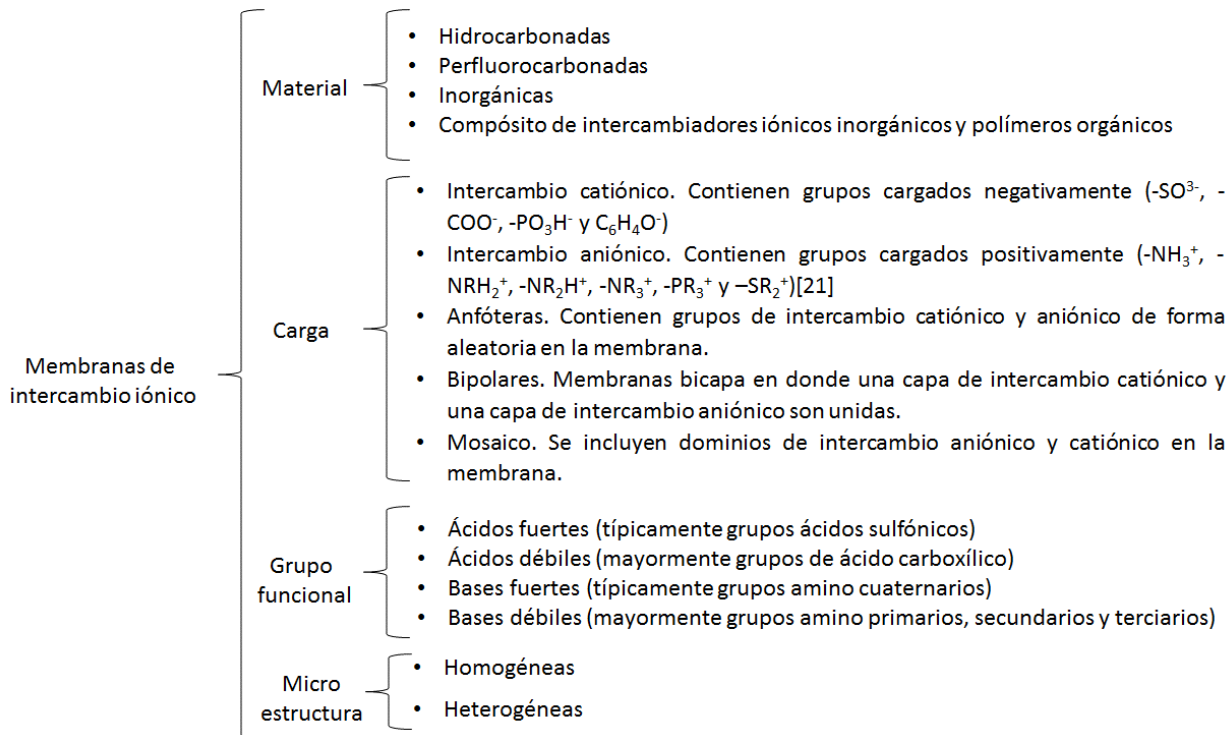 Membranas de
intercambio iónico
Material
• Hidrocarbonadas
• Perfluorocarbonadas
• Inorgánicas
• Compósito de intercambiadores iónicos inorgánicos y polímeros orgánicos
Carga
• Intercambio catiónico. Contienen grupos cargados negativamente (-SO³⁻, -
COO⁻, -PO₃H⁻ y C₆H₄O⁻)
• Intercambio aniónico. Contienen grupos cargados positivamente (-NH₃⁺, -
NRH₂⁺, -NR₂H⁺, -NR₃⁺, -PR₃⁺ y –SR₂⁺)[21]
• Anfóteras. Contienen grupos de intercambio catiónico y aniónico de forma
aleatoria en la membrana.
• Bipolares. Membranas bicapa en donde una capa de intercambio catiónico y
una capa de intercambio aniónico son unidas.
• Mosaico. Se incluyen dominios de intercambio aniónico y catiónico en la
membrana.
Grupo
funcional
• Ácidos fuertes (típicamente grupos ácidos sulfónicos)
• Ácidos débiles (mayormente grupos de ácido carboxílico)
• Bases fuertes (típicamente grupos amino cuaternarios)
• Bases débiles (mayormente grupos amino primarios, secundarios y terciarios)
Micro
estructura
• Homogéneas
• Heterogéneas